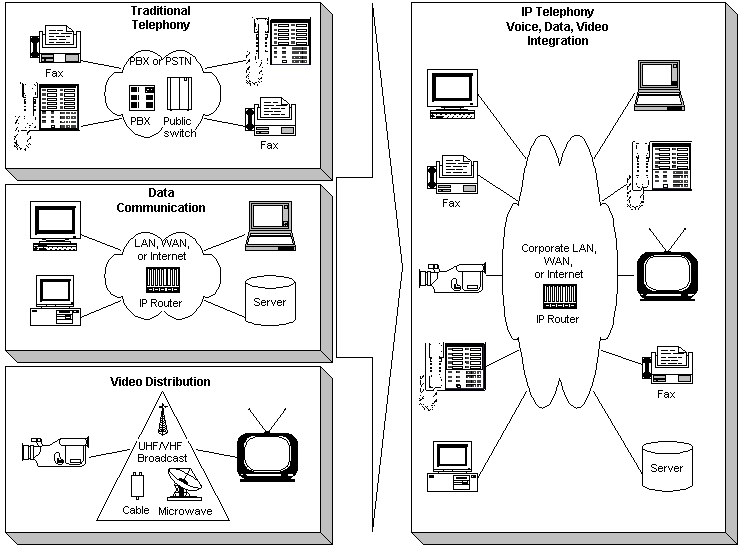 Traditional
Telephony
PBX or PSTN
Fax
PBX
Public
switch
Fax
Data
Communication
LAN, WAN,
or Internet
IP Router
Server
Video Distribution
UHF/VHF
Broadcast
Cable
Microwave
IP Telephony
Voice, Data, Video
Integration
Fax
Corporate LAN,
WAN,
or Internet
IP Router
Fax
Server